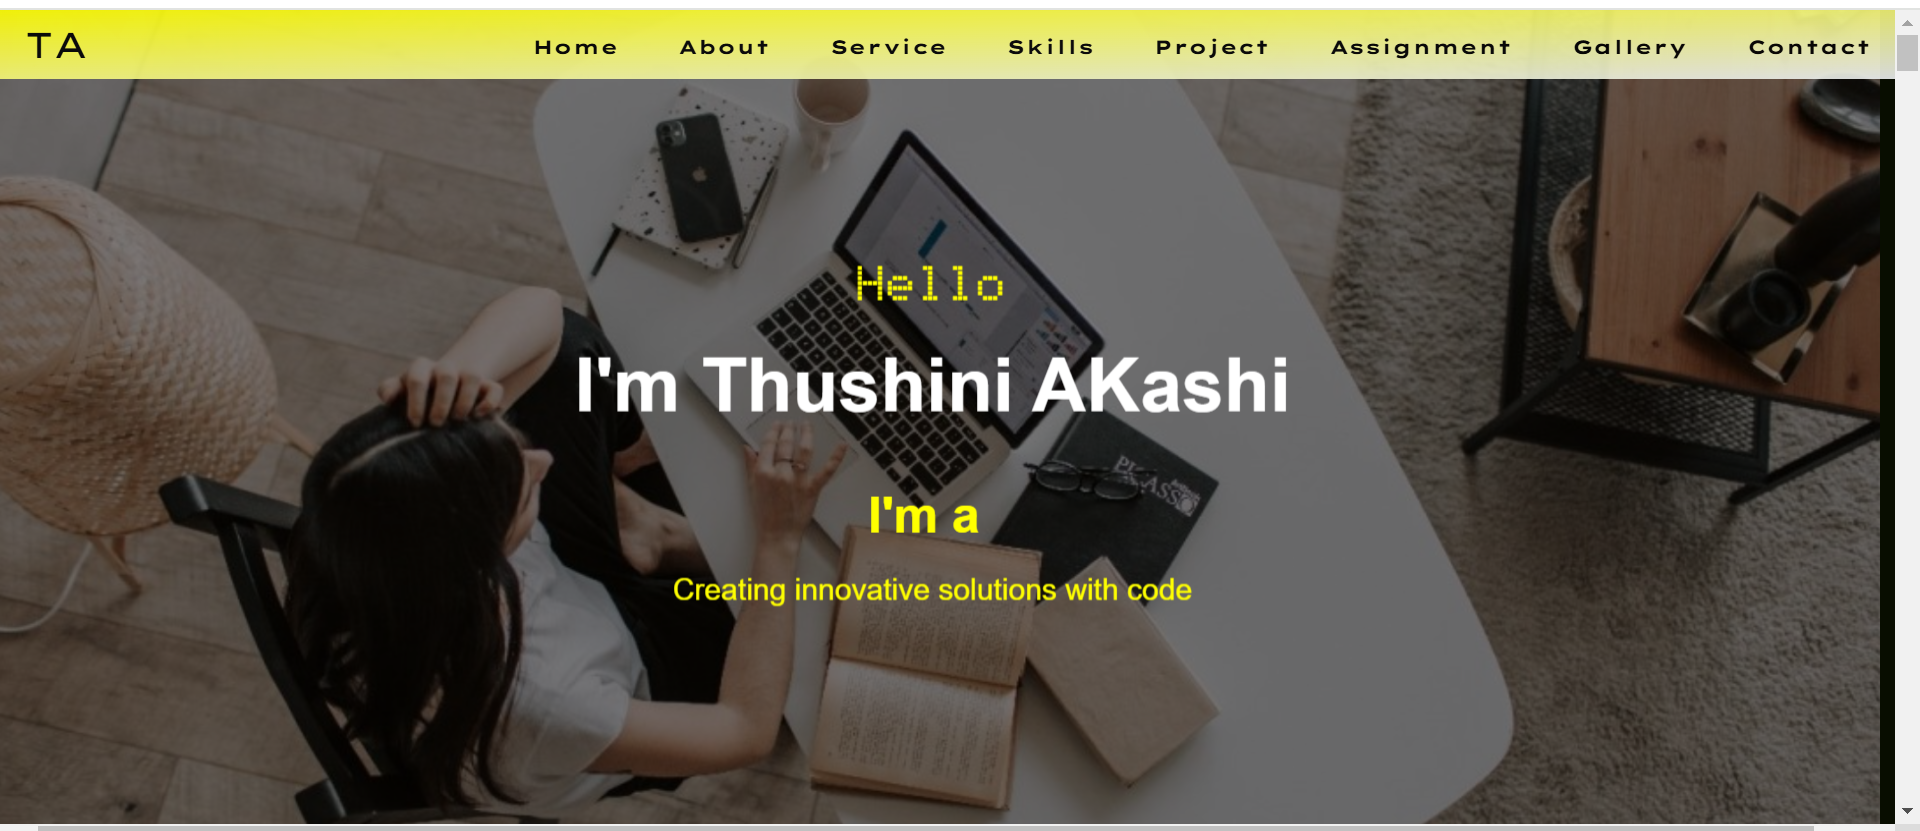 TA
Home About Service Skills Project Assignment Gallery Contact
Hello
I'm Thushini AKashi
I'm a
Creating innovative solutions with code